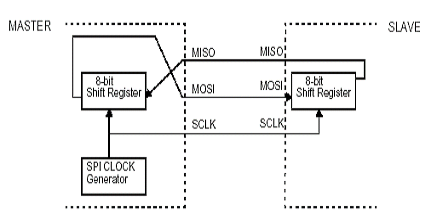 MASTER
SLAVE
MISO
MISO
8-bit
Shift Register
MOSI
MOSI
8-bit
Shift Register
SCLK
SCLK
SPI CLOCK
Generator